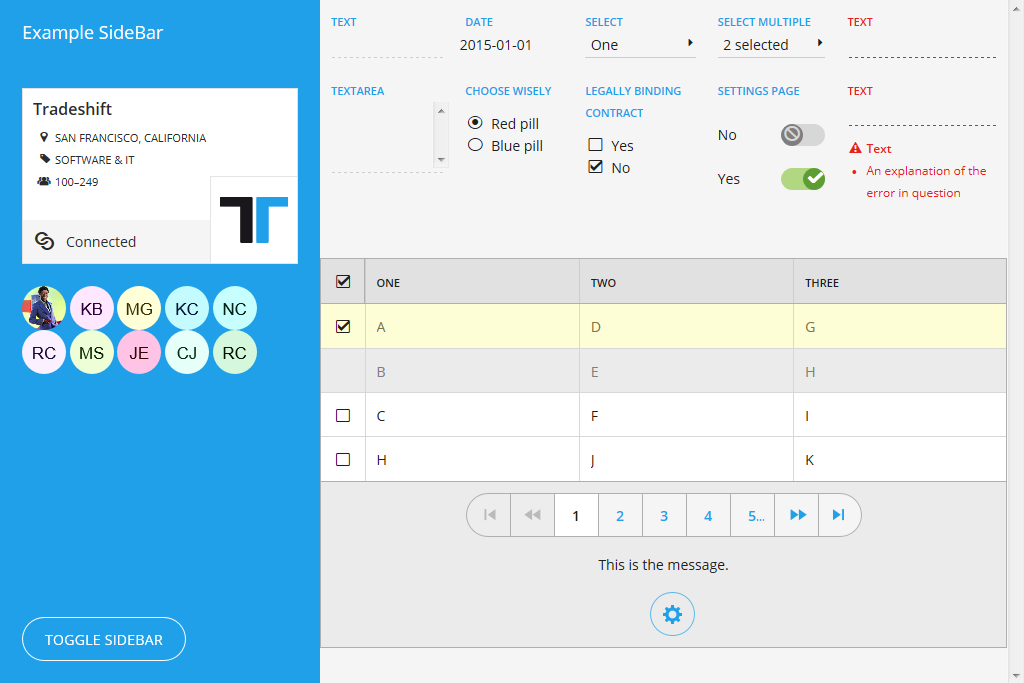 Example SideBar
Tradeshift
SAN FRANCISCO, CALIFORNIA
SOFTWARE & IT
100–249
Connected
KB MG KC NC
RC MS JE CJ RC
TOGGLE SIDEBAR
TEXT DATE SELECT SELECT MULTIPLE TEXT
2015-01-01 One 2 selected
TEXTAREA CHOOSE WISELY LEGALLY BINDING CONTRACT SETTINGS PAGE TEXT
Red pill
Blue pill
Yes
No
No
Yes
Text
An explanation of the
error in question
ONE TWO THREE
A D G
B E H
C F I
H J K
1 2 3 4 5...
This is the message.